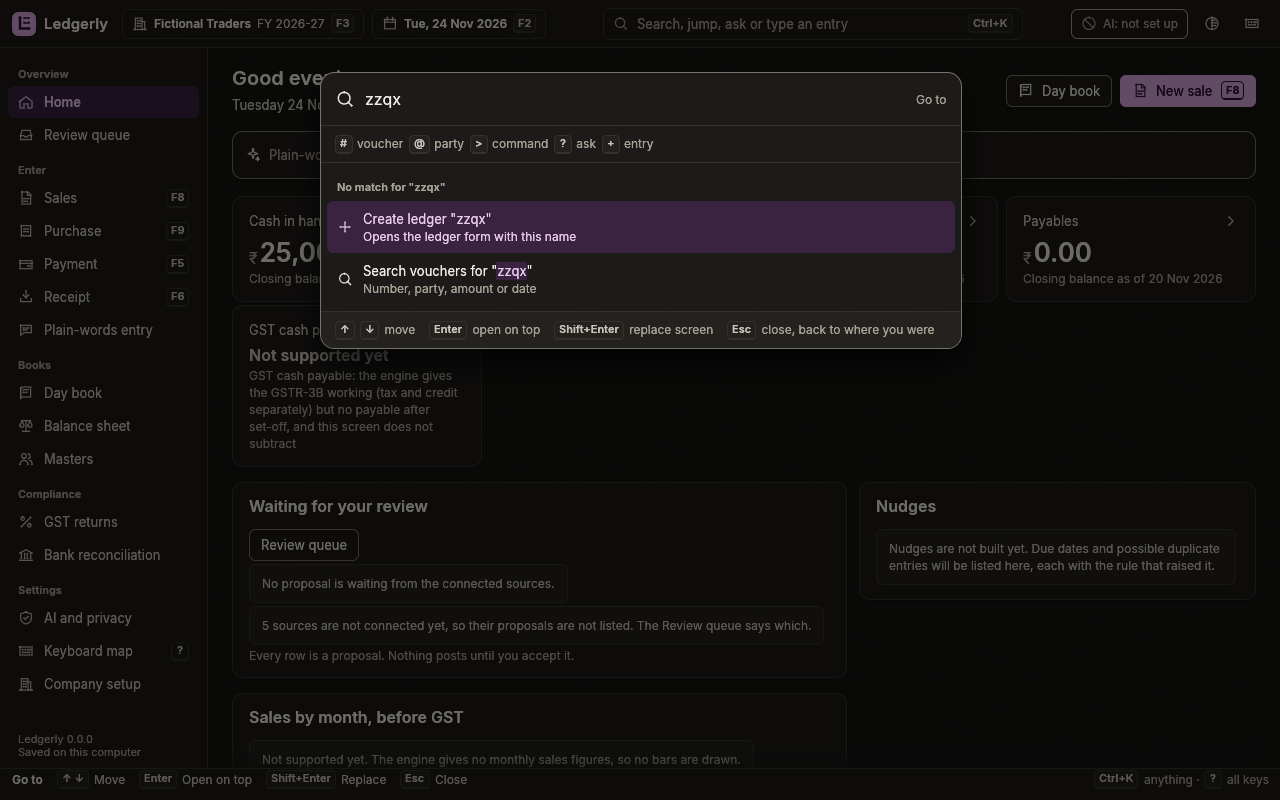 Ledgerly
Fictional Traders FY 2026-27 F3
Tue, 24 Nov 2026 F2
Search, jump, ask or type an entry Ctrl+K
AI: not set up
Overview
Home
Review queue
Enter
Sales F8
Purchase F9
Payment F5
Receipt F6
Plain-words entry
Books
Day book
Balance sheet
Masters
Compliance
GST returns
Bank reconciliation
Settings
AI and privacy
Keyboard map ?
Company setup
Ledgerly 0.0.0
Saved on this computer
Good eve
Tuesday 24 No
Day book
New sale F8
zzqx
Go to
# voucher @ party > command ? ask + entry
No match for "zzqx"
Create ledger "zzqx"
Opens the ledger form with this name
Search vouchers for "zzqx"
Number, party, amount or date
↑ ↓ move Enter open on top Shift+Enter replace screen Esc close, back to where you were
Plain-wo
Cash in han
₹25,0
Closing bala
Payables
₹0.00
Closing balance as of 20 Nov 2026
GST cash p
Not supported yet
GST cash payable: the engine gives
the GSTR-3B working (tax and credit
separately) but no payable after
set-off, and this screen does not
subtract
Waiting for your review
Review queue
No proposal is waiting from the connected sources.
5 sources are not connected yet, so their proposals are not listed. The Review queue says which.
Every row is a proposal. Nothing posts until you accept it.
Nudges
Nudges are not built yet. Due dates and possible duplicate
entries will be listed here, each with the rule that raised it.
Sales by month, before GST
Not supported yet. The engine gives no monthly sales figures, so no bars are drawn.
Go to ↑ ↓ Move Enter Open on top Shift+Enter Replace Esc Close
Ctrl+K anything · ? all keys